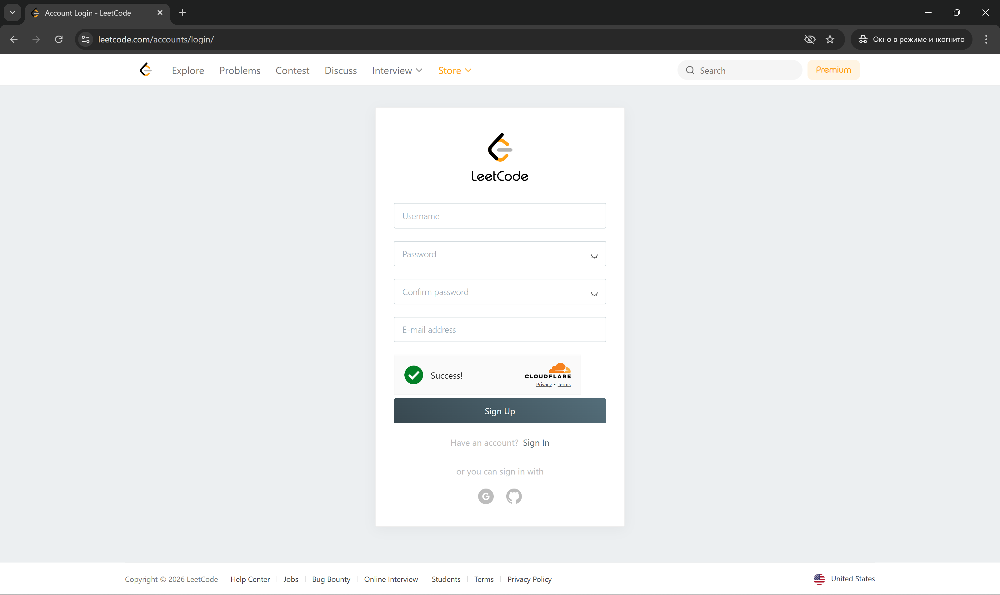 Account Login - LeetCode
leetcode.com/accounts/login/
Окно в режиме инкогнито
Explore Problems Contest Discuss Interview Store Search Premium
LeetCode
Username
Password
Confirm password
E-mail address
Success!
CLOUDFLARE
Privacy • Terms
Sign Up
Have an account? Sign In
or you can sign in with
G
Copyright © 2026 LeetCode Help Center Jobs Bug Bounty Online Interview Students Terms Privacy Policy United States